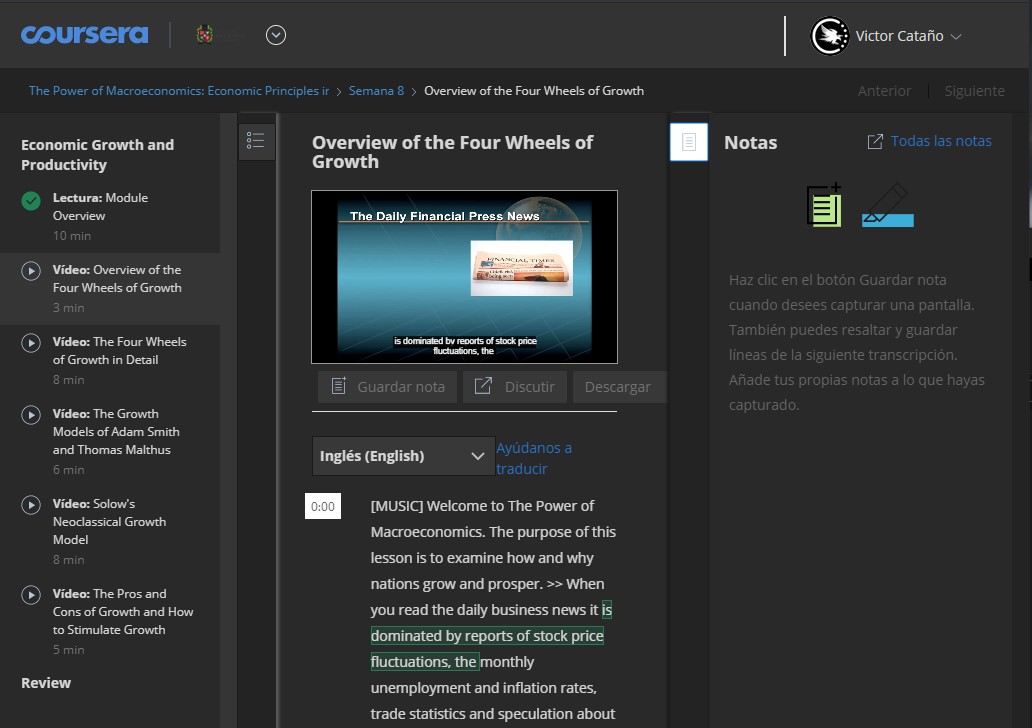 coursera
Victor Cataño
The Power of Macroeconomics: Economic Principles in
Semana 8
Overview of the Four Wheels of Growth
Anterior
Siguiente
Economic Growth and
Productivity
Lectura: Module
Overview
10 min
Vídeo: Overview of the
Four Wheels of Growth
3 min
Vídeo: The Four Wheels
of Growth in Detail
8 min
Vídeo: The Growth
Models of Adam Smith
and Thomas Malthus
6 min
Vídeo: Solow's
Neoclassical Growth
Model
8 min
Vídeo: The Pros and
Cons of Growth and How
to Stimulate Growth
5 min
Review
Overview of the Four Wheels of
Growth
The Daily Financial Press News
FINANCIAL TIMES
is dominated by reports of stock price
fluctuations, the
Guardar nota
Discutir
Descargar
Inglés (English)
Ayúdanos a
traducir
0:00
[MUSIC] Welcome to The Power of
Macroeconomics. The purpose of this
lesson is to examine how and why
nations grow and prosper. >> When
you read the daily business news it is
dominated by reports of stock price
fluctuations, the monthly
unemployment and inflation rates,
trade statistics and speculation about
Notas
Todas las notas
Haz clic en el botón Guardar nota
cuando desees capturar una pantalla.
También puedes resaltar y guardar
líneas de la siguiente transcripción.
Añade tus propias notas a lo que hayas
capturado.